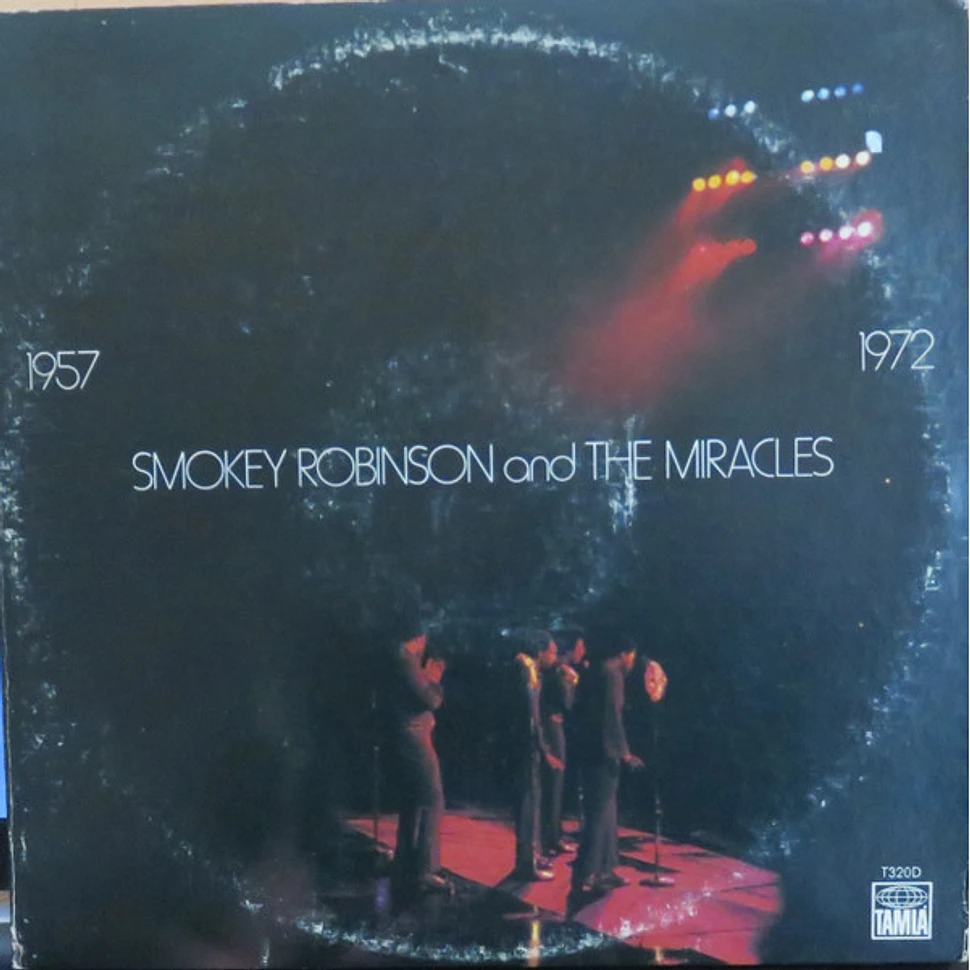 1957
1972
SMOKEY ROBINSON and THE MIRACLES
T320D
TAMLA